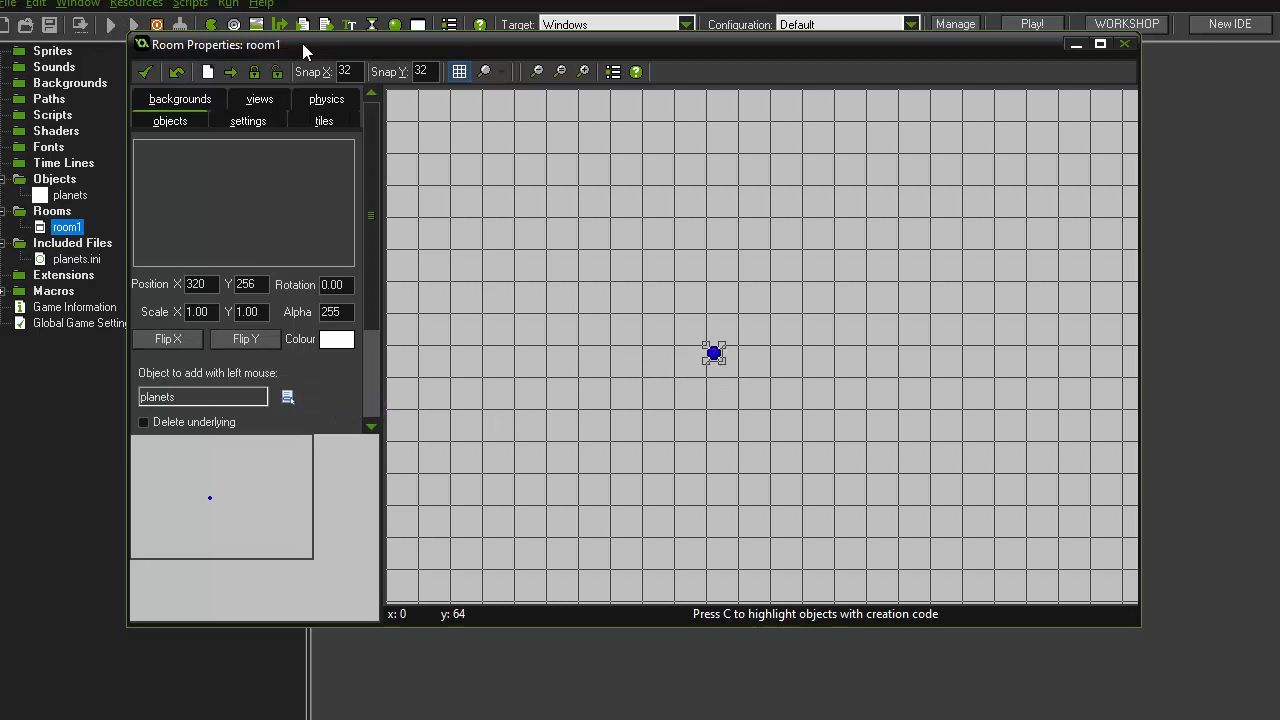 File Edit Window Resources Scripts Run Help
Target: Windows Configuration: Default Manage Play! WORKSHOP New IDE
Room Properties: room1
Snap X: 32 Snap Y: 32
Sprites
Sounds
Backgrounds
Paths
Scripts
Shaders
Fonts
Time Lines
Objects
planets
Rooms
room1
Included Files
planets.ini
Extensions
Macros
Game Information
Global Game Settin
backgrounds views physics
objects settings tiles
Position X 320 Y 256 Rotation 0.00
Scale X 1.00 Y 1.00 Alpha 255
Flip X Flip Y Colour
Object to add with left mouse:
planets
Delete underlying
x: 0 y: 64 Press C to highlight objects with creation code